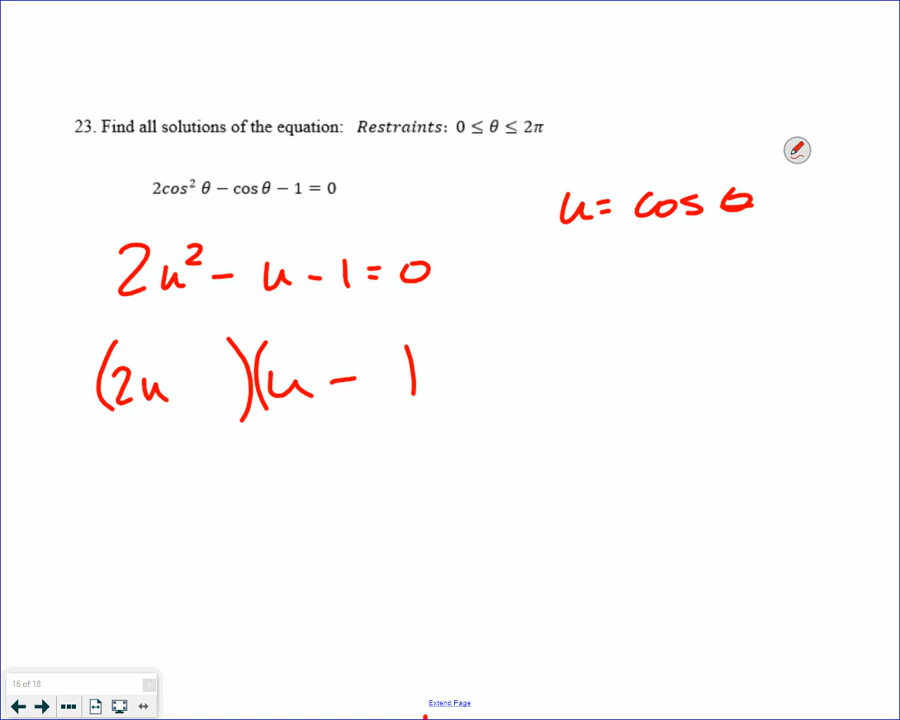 23. Find all solutions of the equation: Restraints: 0 ≤ θ ≤ 2π
2cos² θ − cos θ − 1 = 0
u = cos θ
2u² − u − 1 = 0
(2u )(u − 1
16 of 18
Extend Page